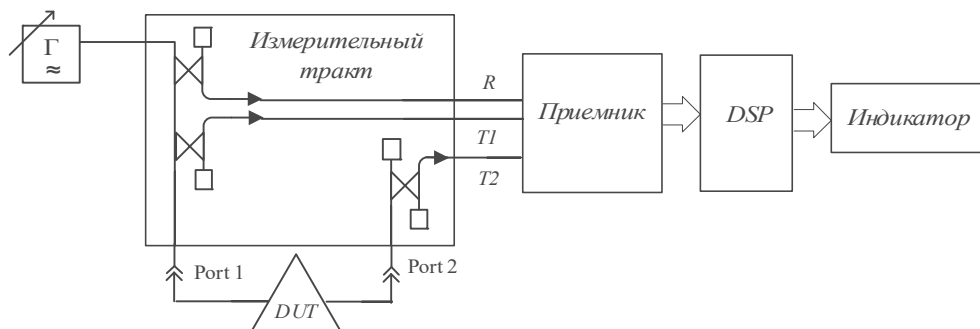 Г
≈
Измерительный
тракт
R
T1
T2
Приемник
DSP
Индикатор
Port 1
Port 2
DUT